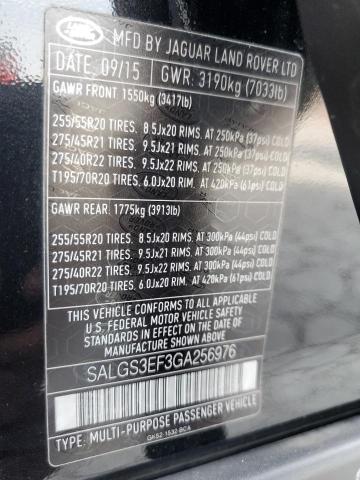 LAND ROVER
MFD BY JAGUAR LAND ROVER LTD
DATE: 09/15 GWR: 3190kg (7033lb)
GAWR FRONT 1550kg (3417lb)
255/55R20 TIRES. 8.5Jx20 RIMS. AT 250kPa (37psi) COLD
275/45R21 TIRES. 9.5Jx21 RIMS. AT 250kPa (37psi) COLD
275/40R22 TIRES. 9.5Jx22 RIMS. AT 250kPa (37psi) COLD
T195/70R20 TIRES. 6.0Jx20 RIM. AT 420kPa (61psi) COLD
GAWR REAR: 1775kg (3913lb)
255/55R20 TIRES. 8.5Jx20 RIMS. AT 300kPa (44psi) COLD
275/45R21 TIRES. 9.5Jx21 RIMS. AT 300kPa (44psi) COLD
275/40R22 TIRES. 9.5Jx22 RIMS. AT 300kPa (44psi) COLD
T195/70R20 TIRES. 6.0Jx20 RIM. AT 420kPa (61psi) COLD
THIS VEHICLE CONFORMS TO ALL APPLICABLE
U.S. FEDERAL MOTOR VEHICLE SAFETY
STANDARDS IN EFFECT ON THE DATE OF
MANUFACTURE SHOWN ABOVE.
SALGS3EF3GA256976
TYPE: MULTI-PURPOSE PASSENGER VEHICLE
GK52-1532-BCA